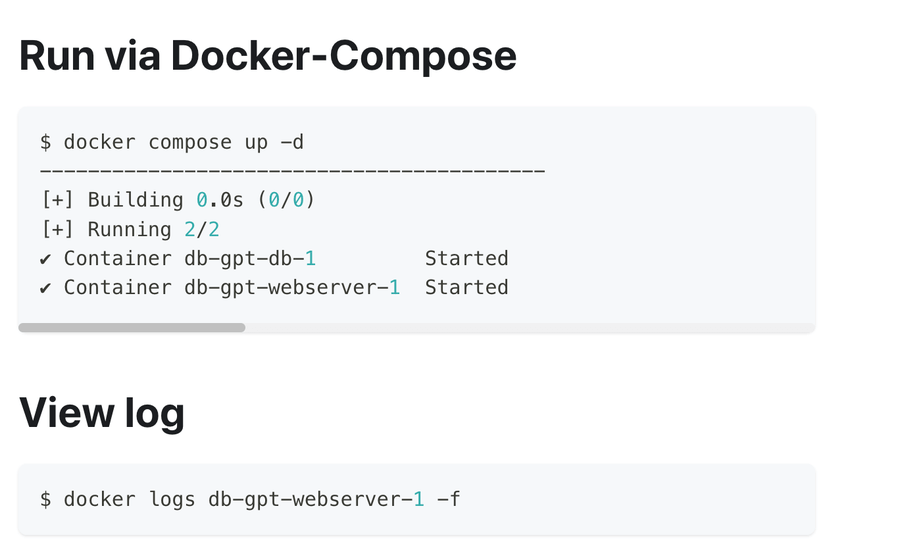 Run via Docker-Compose
$ docker compose up -d
------------------------------------------
[+] Building 0.0s (0/0)
[+] Running 2/2
✔ Container db-gpt-db-1         Started
✔ Container db-gpt-webserver-1  Started
View log
$ docker logs db-gpt-webserver-1 -f